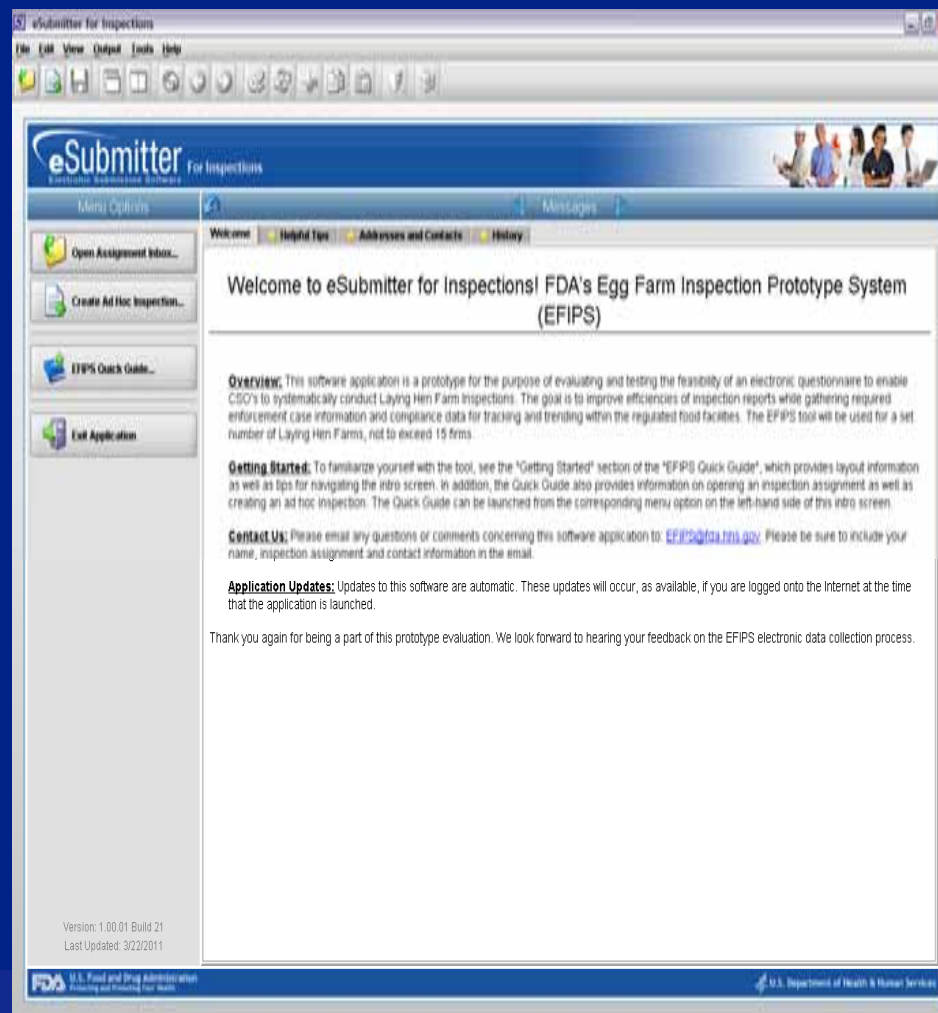 eSubmitter for Inspections
File Edit View Output Tools Help
eSubmitter For Inspections
Electronic Submission Software
Menu Options
Messages
Open Assignment Inbox...
Create Ad Hoc Inspection...
EFIPS Quick Guide...
Exit Application
Welcome Helpful Tips Addresses and Contacts History
Welcome to eSubmitter for Inspections! FDA's Egg Farm Inspection Prototype System
(EFIPS)
Overview: This software application is a prototype for the purpose of evaluating and testing the feasibility of an electronic questionnaire to enable
CSO's to systematically conduct Laying Hen Farm Inspections. The goal is to improve efficiencies of inspection reports while gathering required
enforcement case information and compliance data for tracking and trending within the regulated food facilities. The EFIPS tool will be used for a set
number of Laying Hen Farms, not to exceed 15 firms.
Getting Started: To familiarize yourself with the tool, see the "Getting Started" section of the "EFIPS Quick Guide", which provides layout information
as well as tips for navigating the intro screen. In addition, the Quick Guide also provides information on opening an inspection assignment as well as
creating an ad hoc inspection. The Quick Guide can be launched from the corresponding menu option on the left-hand side of this intro screen.
Contact Us: Please email any questions or comments concerning this software application to: EFIPS@fda.hhs.gov. Please be sure to include your
name, inspection assignment and contact information in the email.
Application Updates: Updates to this software are automatic. These updates will occur, as available, if you are logged onto the Internet at the time
that the application is launched.
Thank you again for being a part of this prototype evaluation. We look forward to hearing your feedback on the EFIPS electronic data collection process.
Version: 1.00.01 Build 21
Last Updated: 3/22/2011
FDA U.S. Food and Drug Administration
Protecting and Promoting Your Health
U.S. Department of Health & Human Services